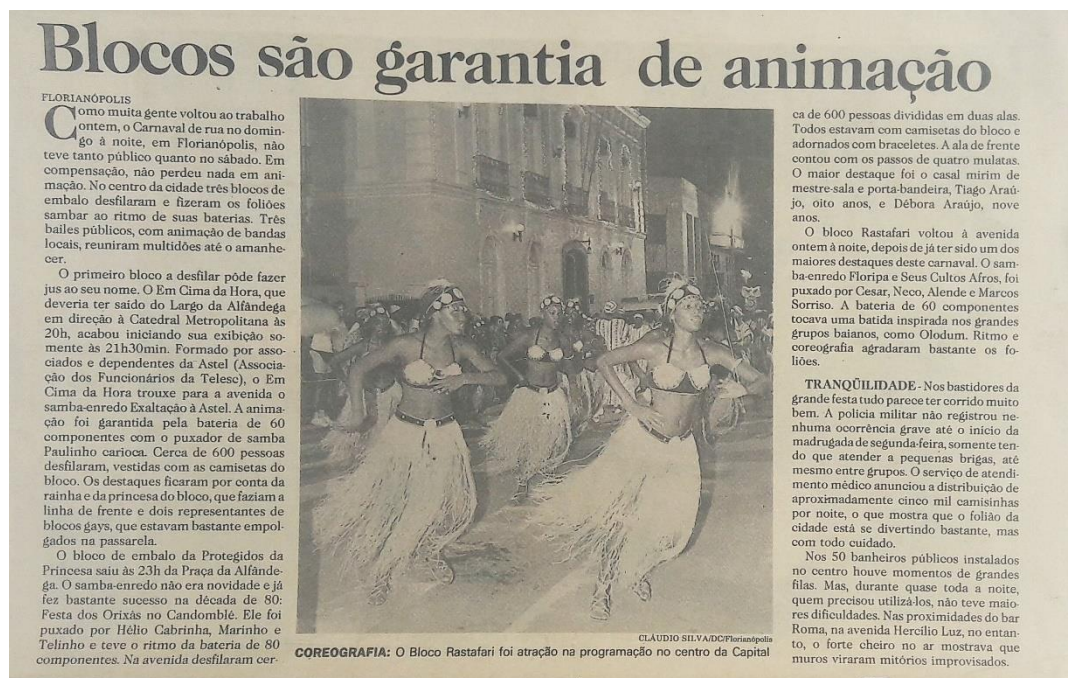 Blocos são garantia de animação
FLORIANÓPOLIS
Como muita gente voltou ao trabalho
ontem, o Carnaval de rua no domin-
go à noite, em Florianópolis, não
teve tanto público quanto no sábado. Em
compensação, não perdeu nada em ani-
mação. No centro da cidade três blocos de
embalo desfilaram e fizeram os foliões
sambar ao ritmo de suas baterias. Três
bailes públicos, com animação de bandas
locais, reuniram multidões até o amanhe-
cer.
O primeiro bloco a desfilar pôde fazer
jus ao seu nome. O Em Cima da Hora, que
deveria ter saído do Largo da Alfândega
em direção à Catedral Metropolitana às
20h, acabou iniciando sua exibição so-
mente às 21h30min. Formado por asso-
ciados e dependentes da Astel (Associa-
ção dos Funcionários da Telesc), o Em
Cima da Hora trouxe para a avenida o
samba-enredo Exaltação à Astel. A anima-
ção foi garantida pela bateria de 60
componentes com o puxador de samba
Paulinho carioca. Cerca de 600 pessoas
desfilaram, vestidas com as camisetas do
bloco. Os destaques ficaram por conta da
rainha e da princesa do bloco, que faziam a
linha de frente e dois representantes de
blocos gays, que estavam bastante empol-
gados na passarela.
O bloco de embalo da Protegidos da
Princesa saiu às 23h da Praça da Alfânde-
ga. O samba-enredo não era novidade e já
fez bastante sucesso na década de 80:
Festa dos Orixás no Candomblé. Ele foi
puxado por Hélio Cabrinha, Marinho e
Telinho e teve o ritmo da bateria de 80
componentes. Na avenida desfilaram cer-
CLÁUDIO SILVA/DC/Florianópolis
COREOGRAFIA: O Bloco Rastafari foi atração na programação no centro da Capital
ca de 600 pessoas divididas em duas alas.
Todos estavam com camisetas do bloco e
adornados com braceletes. A ala de frente
contou com os passos de quatro mulatas.
O maior destaque foi o casal mirim de
mestre-sala e porta-bandeira, Tiago Araú-
jo, oito anos, e Débora Araújo, nove
anos.
O bloco Rastafari voltou à avenida
ontem à noite, depois de já ter sido um dos
maiores destaques deste carnaval. O sam-
ba-enredo Floripa e Seus Cultos Afros, foi
puxado por Cesar, Neco, Alende e Marcos
Sorriso. A bateria de 60 componentes
tocava uma batida inspirada nos grandes
grupos baianos, como Olodum. Ritmo e
coreografia agradaram bastante os fo-
liões.
TRANQÜILIDADE - Nos bastidores da
grande festa tudo parece ter corrido muito
bem. A polícia militar não registrou ne-
nhuma ocorrência grave até o início da
madrugada de segunda-feira, somente ten-
do que atender a pequenas brigas, até
mesmo entre grupos. O serviço de atendi-
mento médico anunciou a distribuição de
aproximadamente cinco mil camisinhas
por noite, o que mostra que o folião da
cidade está se divertindo bastante, mas
com todo cuidado.
Nos 50 banheiros públicos instalados
no centro houve momentos de grandes
filas. Mas, durante quase toda a noite,
quem precisou utilizá-los, não teve maio-
res dificuldades. Nas proximidades do bar
Roma, na avenida Hercílio Luz, no entan-
to, o forte cheiro no ar mostrava que
muros viraram mitórios improvisados.